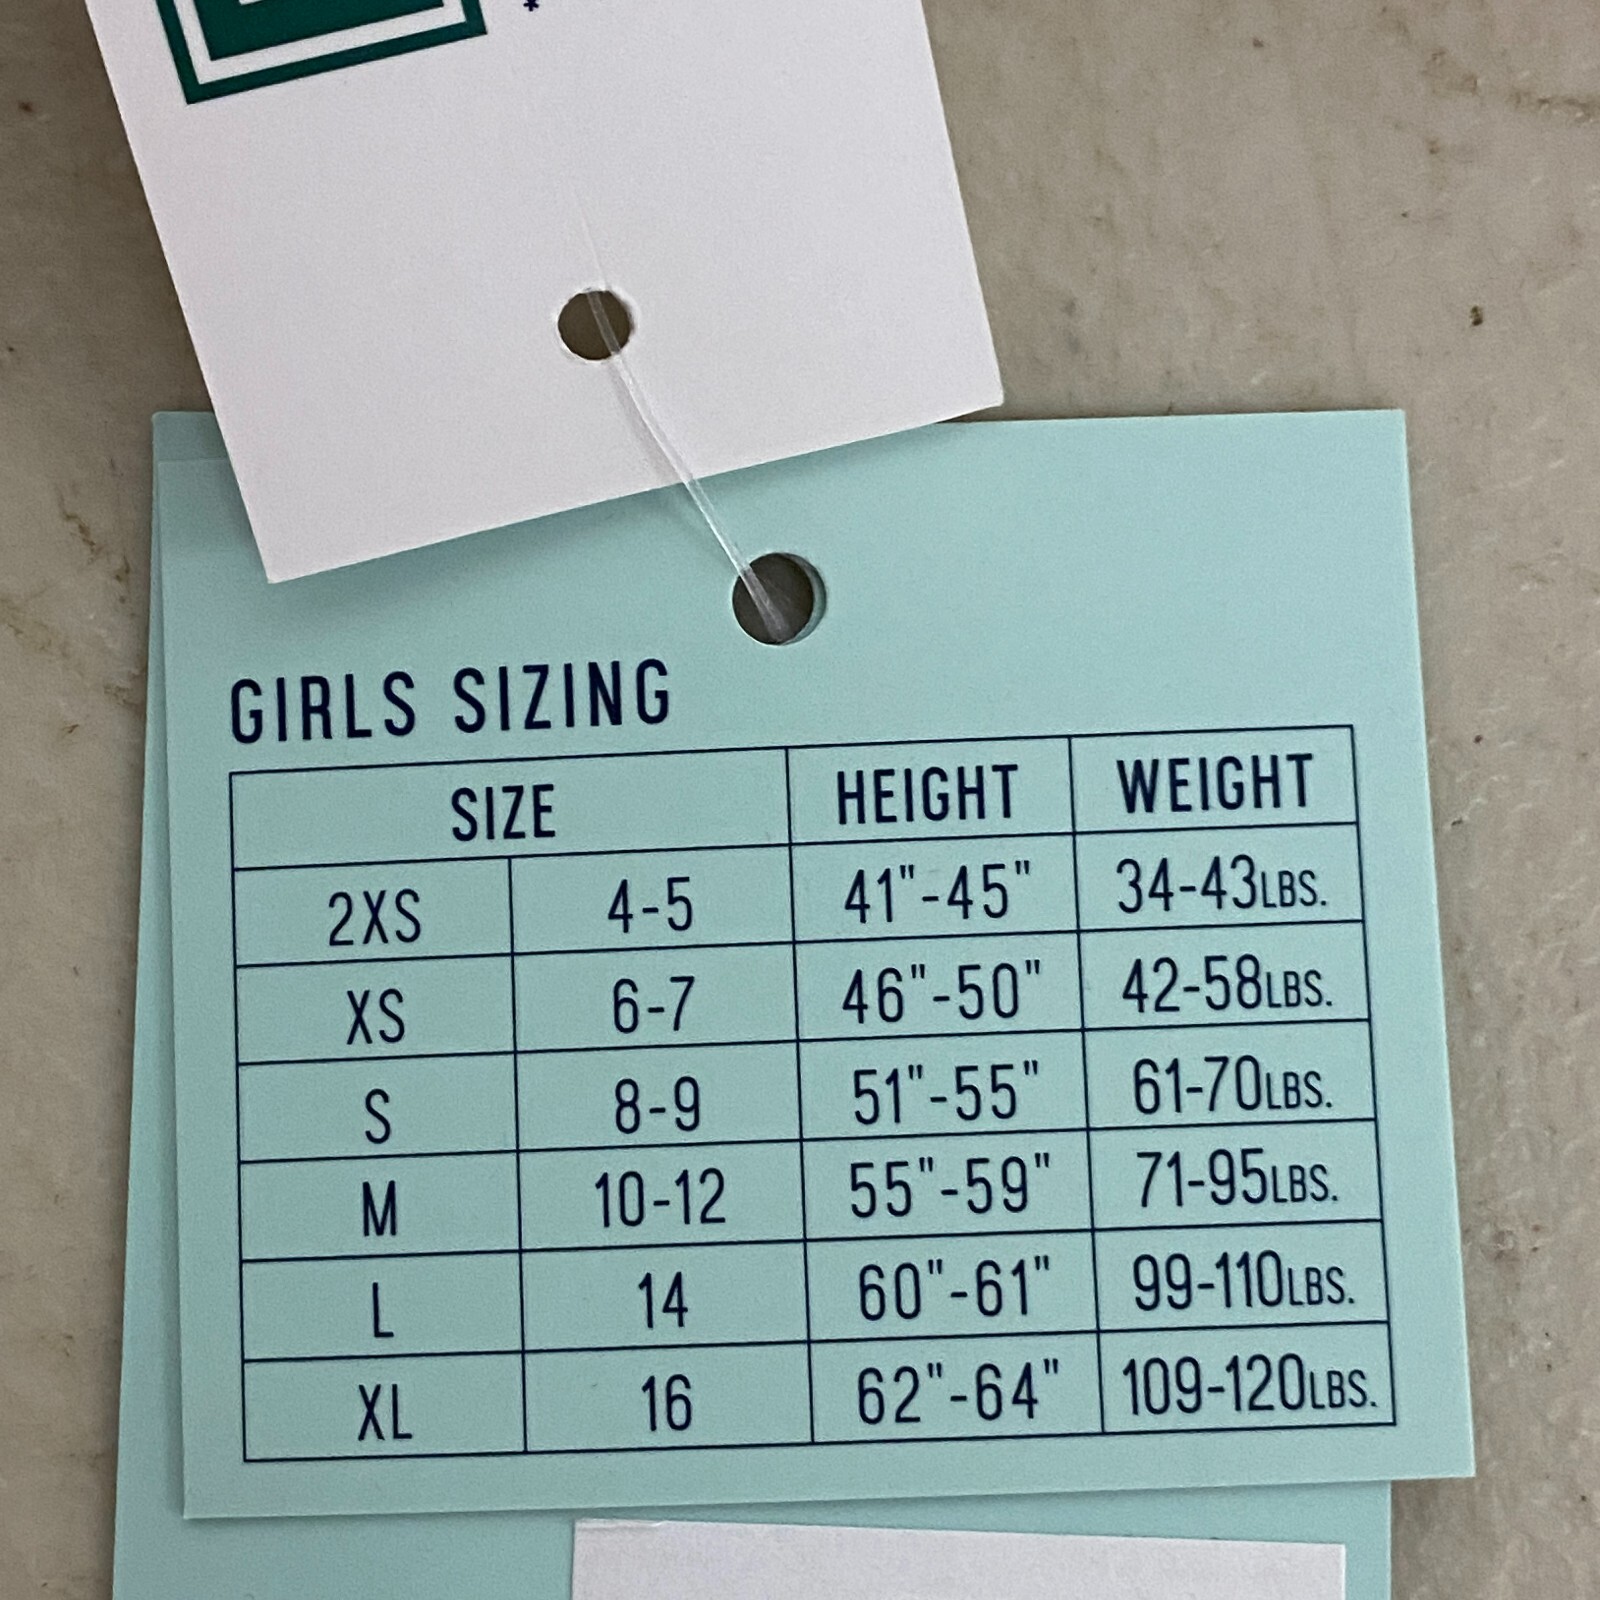 *
GIRLS SIZING
SIZE HEIGHT WEIGHT
2XS 4-5 41"-45" 34-43LBS.
XS 6-7 46"-50" 42-58LBS.
S 8-9 51"-55" 61-70LBS.
M 10-12 55"-59" 71-95LBS.
L 14 60"-61" 99-110LBS.
XL 16 62"-64" 109-120LBS.